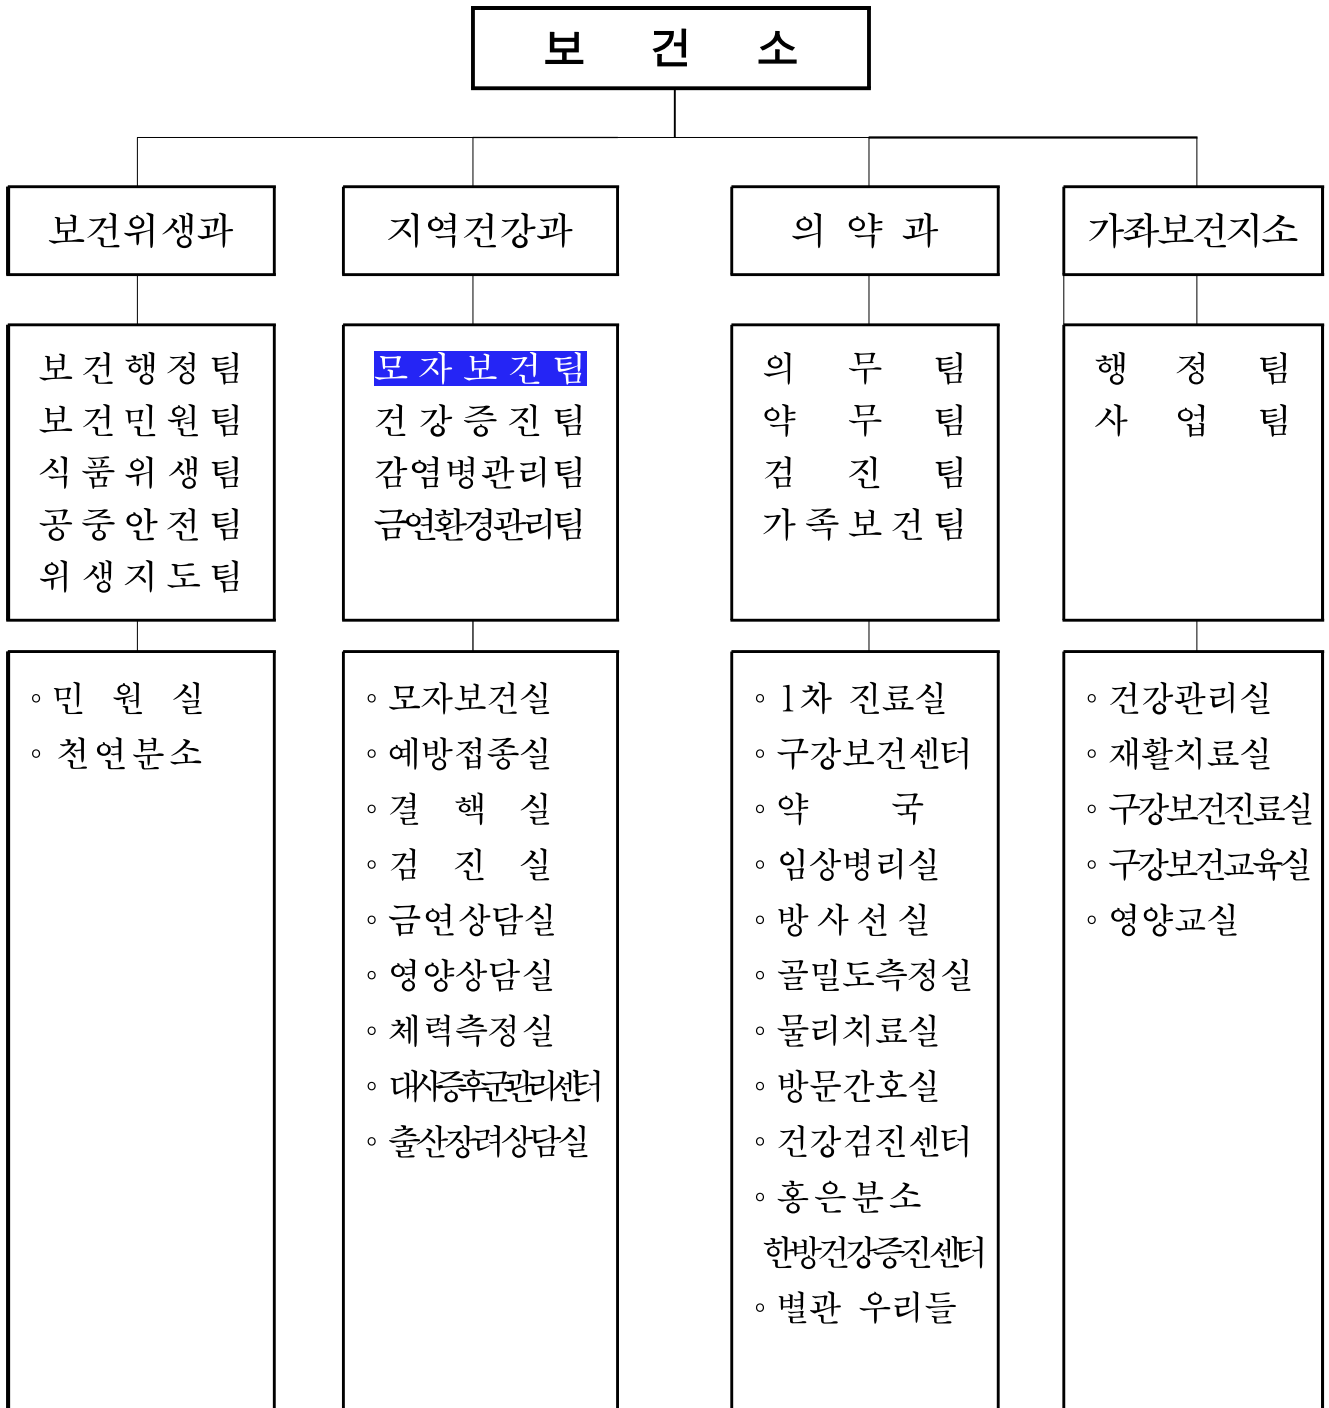 보 건 소
보건위생과
지역건강과
의 약 과
가좌보건지소
보건행정팀
보건민원팀
식품위생팀
공중안전팀
위생지도팀
모자보건팀
건강증진팀
감염병관리팀
금연환경관리팀
의 무 팀
약 무 팀
검 진 팀
가족보건팀
행 정 팀
사 업 팀
◦ 민 원 실
◦ 천연분소
◦ 모자보건실
◦ 예방접종실
◦ 결 핵 실
◦ 검 진 실
◦ 금연상담실
◦ 영양상담실
◦ 체력측정실
◦ 대사증후군관리센터
◦ 출산장려상담실
◦ 1차 진료실
◦ 구강보건센터
◦ 약 국
◦ 임상병리실
◦ 방사선실
◦ 골밀도측정실
◦ 물리치료실
◦ 방문간호실
◦ 건강검진센터
◦ 홍은분소
한방건강증진센터
◦ 별관 우리들
◦ 건강관리실
◦ 재활치료실
◦ 구강보건진료실
◦ 구강보건교육실
◦ 영양교실